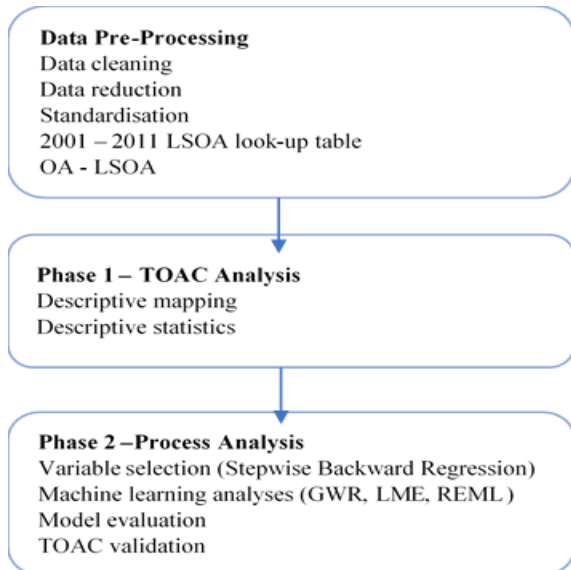 Data Pre-Processing
Data cleaning
Data reduction
Standardisation
2001 – 2011 LSOA look-up table
OA - LSOA
Phase 1 – TOAC Analysis
Descriptive mapping
Descriptive statistics
Phase 2 –Process Analysis
Variable selection (Stepwise Backward Regression)
Machine learning analyses (GWR, LME, REML )
Model evaluation
TOAC validation